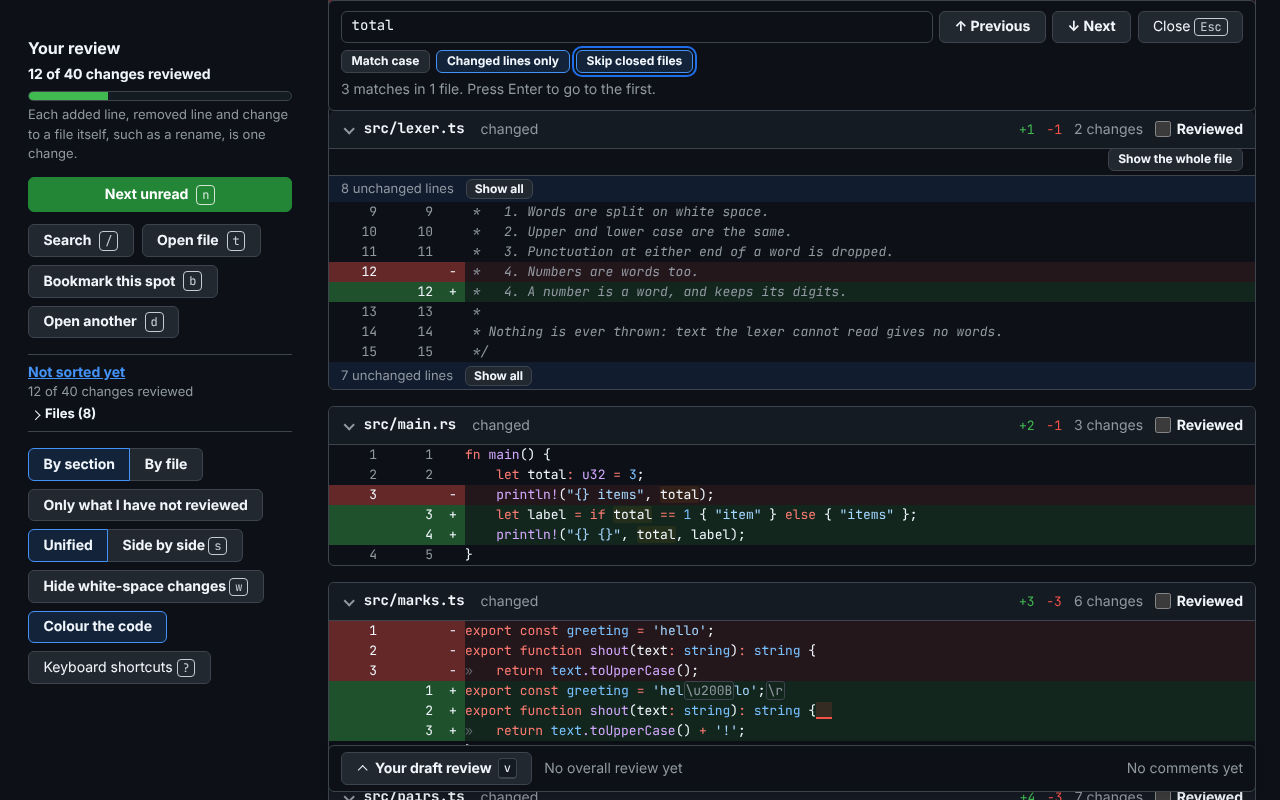 Your review
12 of 40 changes reviewed
Each added line, removed line and change
to a file itself, such as a rename, is one
change.
Next unread n
Search / Open file t
Bookmark this spot b
Open another d
Not sorted yet
12 of 40 changes reviewed
Files (8)
By section By file
Only what I have not reviewed
Unified Side by side s
Hide white-space changes w
Colour the code
Keyboard shortcuts ?
total ↑ Previous ↓ Next Close Esc
Match case Changed lines only Skip closed files
3 matches in 1 file. Press Enter to go to the first.
src/lexer.ts changed +1 -1 2 changes Reviewed
Show the whole file
8 unchanged lines Show all
9 9 * 1. Words are split on white space.
10 10 * 2. Upper and lower case are the same.
11 11 * 3. Punctuation at either end of a word is dropped.
12 - * 4. Numbers are words too.
12 + * 4. A number is a word, and keeps its digits.
13 13 *
14 14 * Nothing is ever thrown: text the lexer cannot read gives no words.
15 15 */
7 unchanged lines Show all
src/main.rs changed +2 -1 3 changes Reviewed
1 1 fn main() {
2 2 let total: u32 = 3;
3 - println!("{} items", total);
3 + let label = if total == 1 { "item" } else { "items" };
4 + println!("{} {}", total, label);
4 5 }
src/marks.ts changed +3 -3 6 changes Reviewed
1 - export const greeting = 'hello';
2 - export function shout(text: string): string {
3 - » return text.toUpperCase();
1 + export const greeting = 'hel\u200Blo';\r
2 + export function shout(text: string): string {
3 + » return text.toUpperCase() + '!';
Your draft review v No overall review yet No comments yet
src/pairs.ts changed +4 -3 7 changes Reviewed